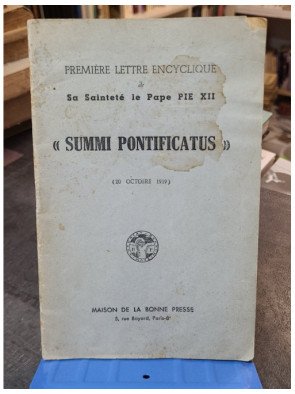 PREMIÈRE LETTRE ENCYCLIQUE
de
Sa Sainteté le Pape PIE XII
« SUMMI PONTIFICATUS »
(20 OCTOBRE 1939)
MAISON DE LA BONNE PRESSE
5, rue Bayard, Paris-8e